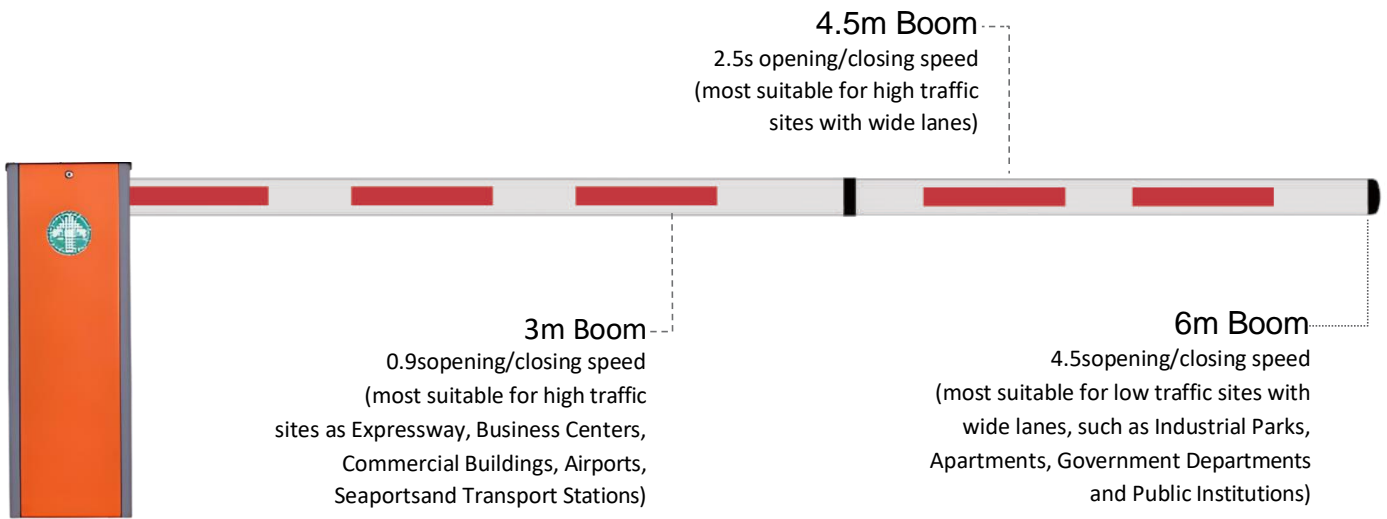 4.5m Boom
2.5s opening/closing speed
(most suitable for high traffic
sites with wide lanes)
3m Boom
0.9sopening/closing speed
(most suitable for high traffic
sites as Expressway, Business Centers,
Commercial Buildings, Airports,
Seaportsand Transport Stations)
6m Boom
4.5sopening/closing speed
(most suitable for low traffic sites with
wide lanes, such as Industrial Parks,
Apartments, Government Departments
and Public Institutions)